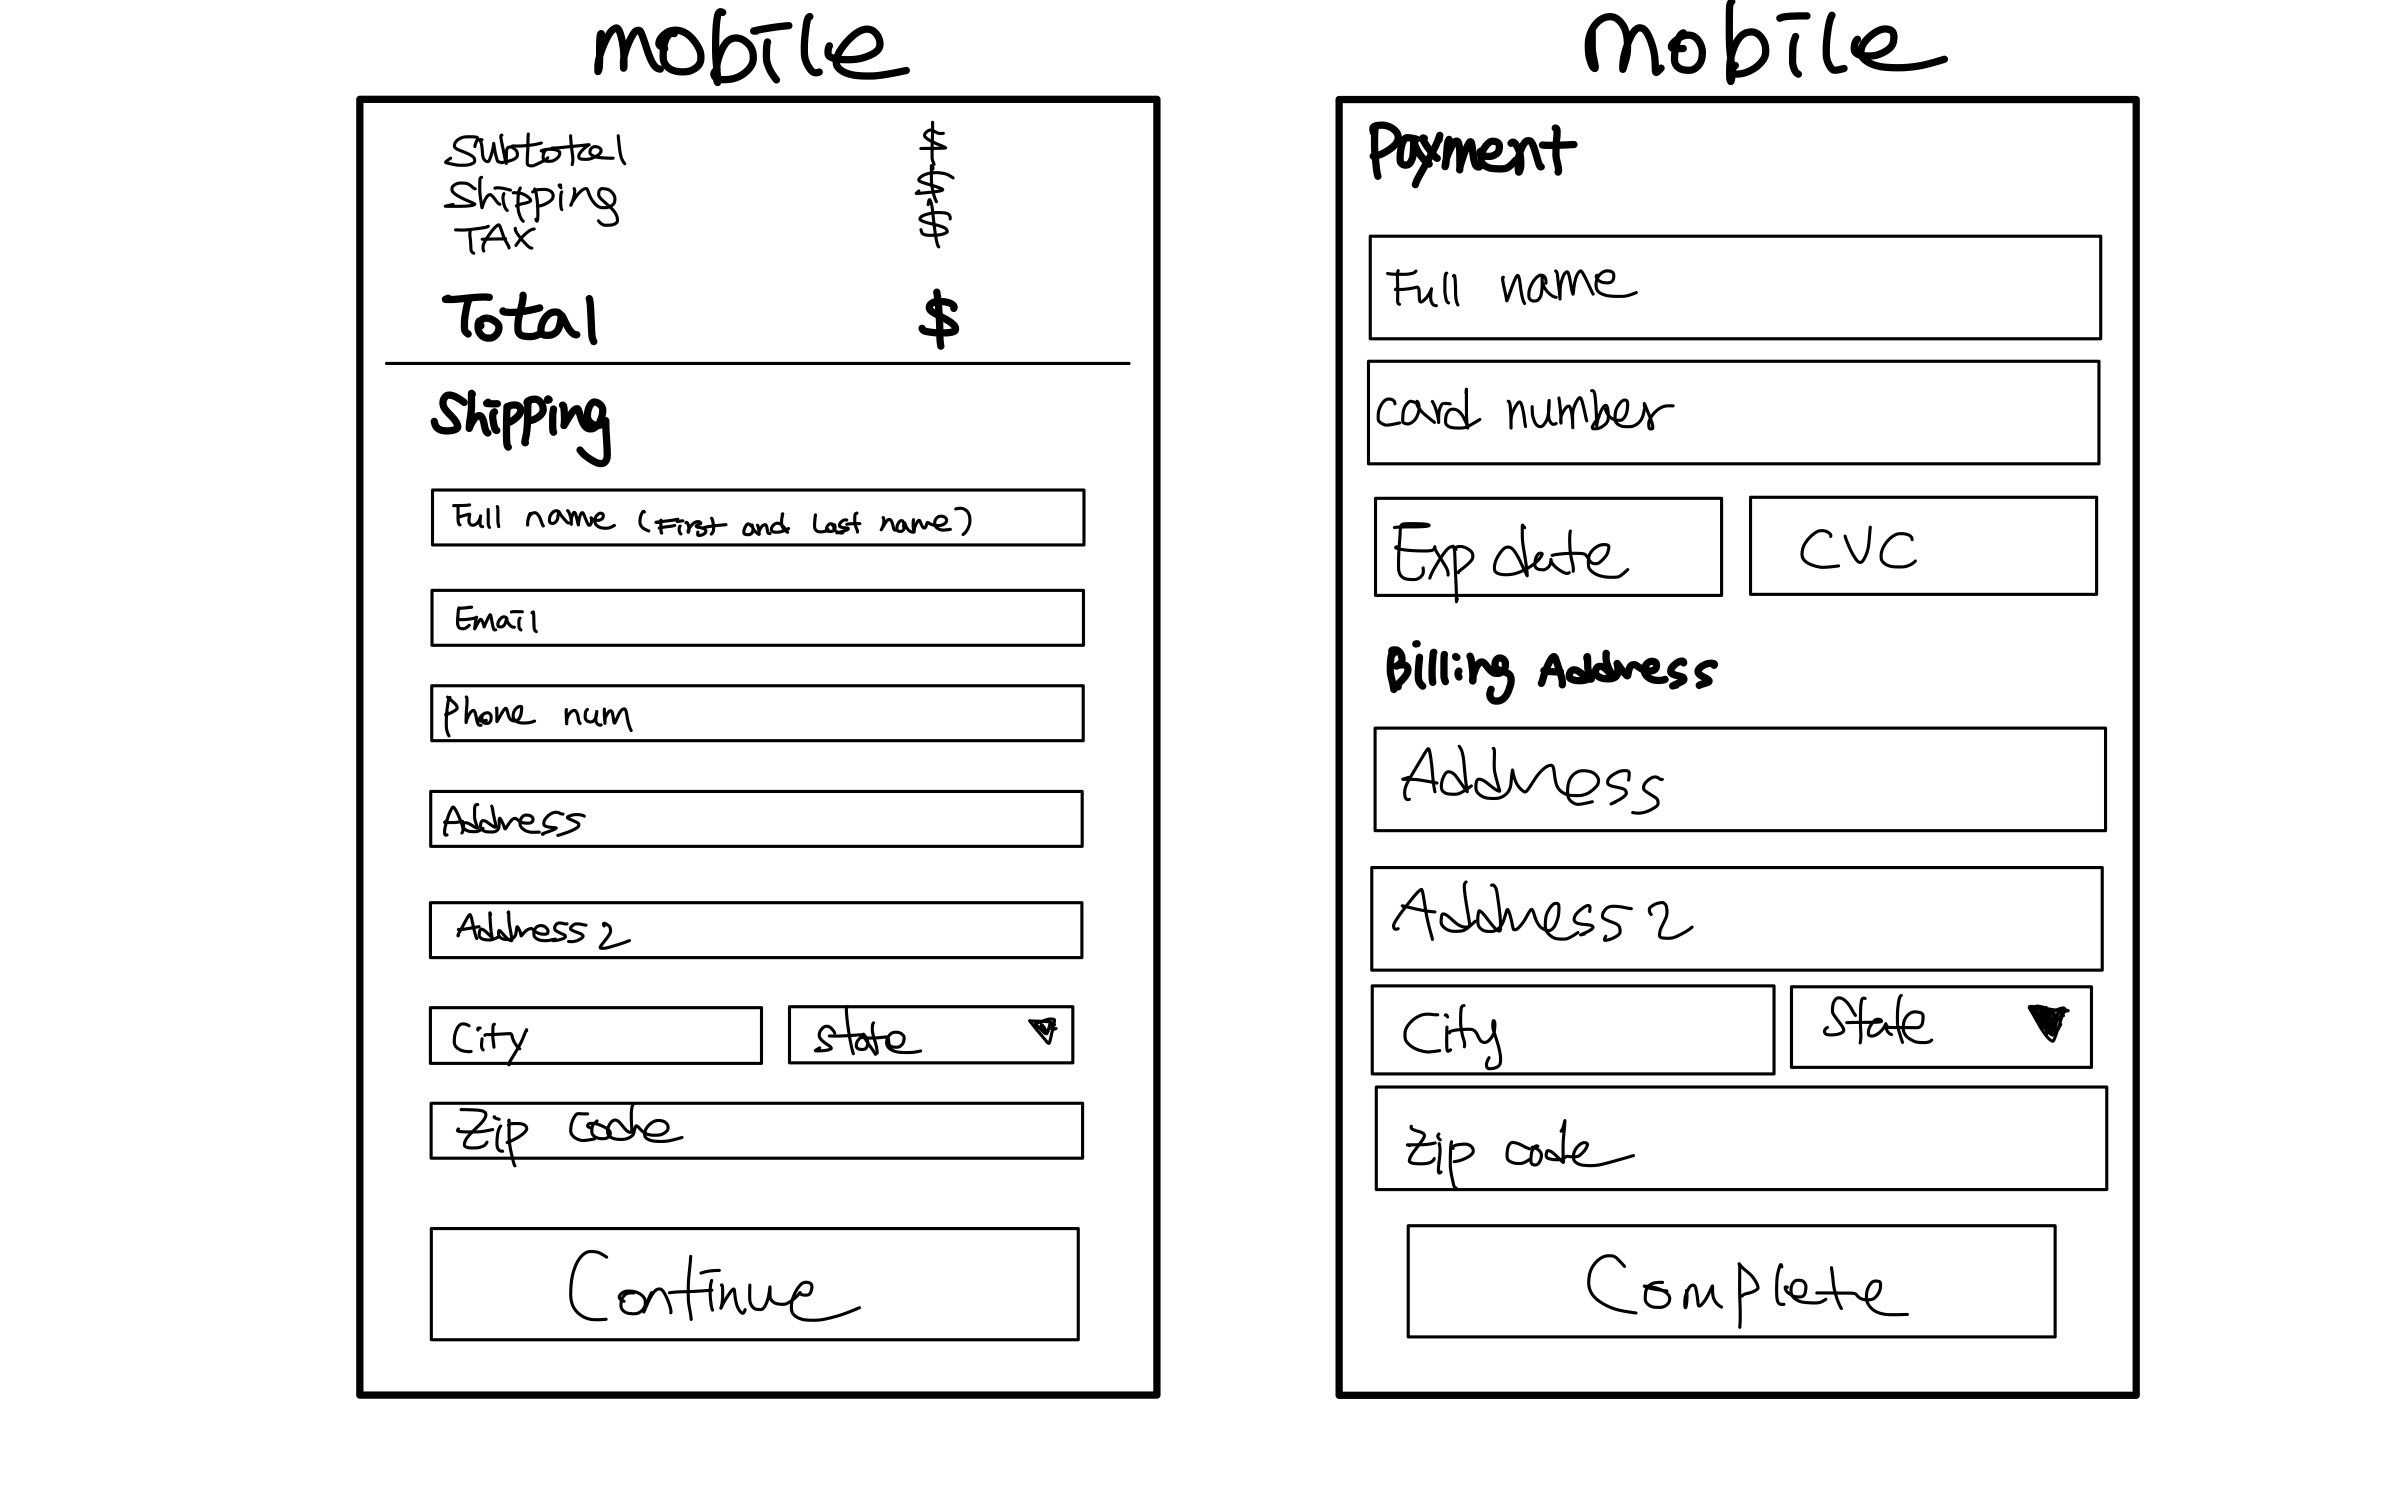 mobile
Subtotal $
Shipping $
TAX $
Total $
Shipping
Full name (First and Last name)
Email
Phone num
Address
Address 2
City state
Zip Code
Continue
mobile
Payment
Full name
card number
Exp date CVC
Billing Address
Address
Address 2
City State
Zip code
Complete